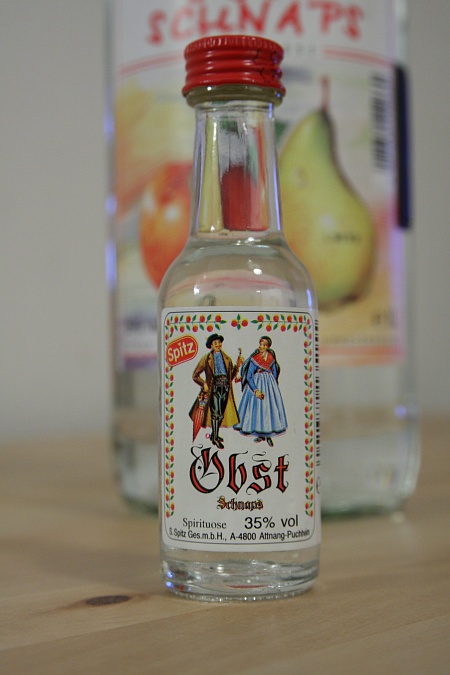 SCHNAPS
Spitz
Obst
Schnaps
Spirituose 35% vol
S. Spitz Ges.m.b.H., A-4800 Attnang-Puchheim